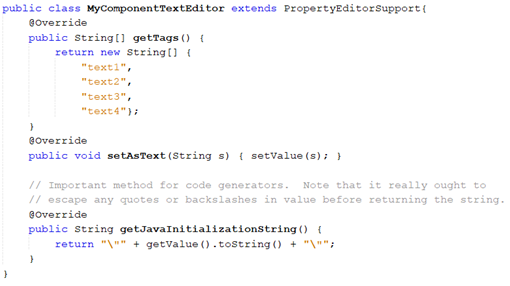 public class MyComponentTextEditor extends PropertyEditorSupport{
@Override
public String[] getTags() {
return new String[] {
"text1",
"text2",
"text3",
"text4"};
}
@Override
public void setAsText(String s) { setValue(s); }
// Important method for code generators.  Note that it really ought to
// escape any quotes or backslashes in value before returning the string.
@Override
public String getJavaInitializationString() {
return "\"" + getValue().toString() + "\"";
}
}